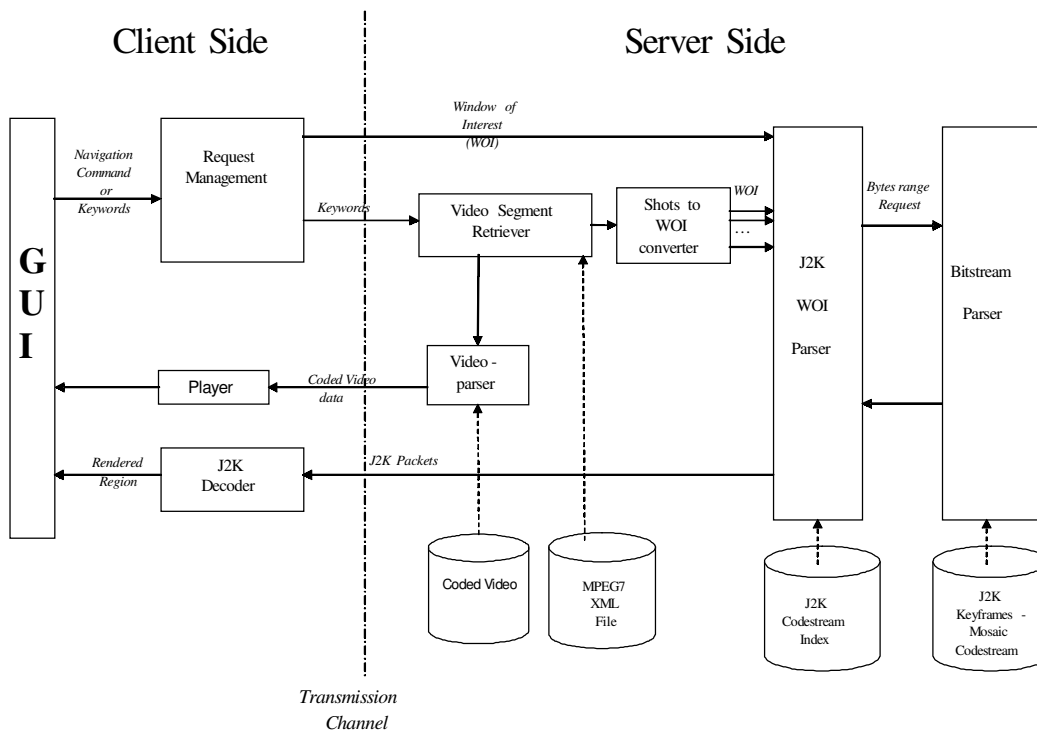 Client Side
Server Side
Window of
Interest
(WOI)
Navigation
Command
or
Keywords
Request
Management
Keywords
Video Segment
Retriever
Shots to
WOI
converter
WOI
...
J2K
WOI
Parser
Bytes range
Request
Bitstream
Parser
G
U
I
Video -
parser
Player
Coded Video
data
Rendered
Region
J2K
Decoder
J2K Packets
Coded Video
MPEG7
XML
File
J2K
Codestream
Index
J2K
Keyframes -
Mosaic
Codestream
Transmission
Channel